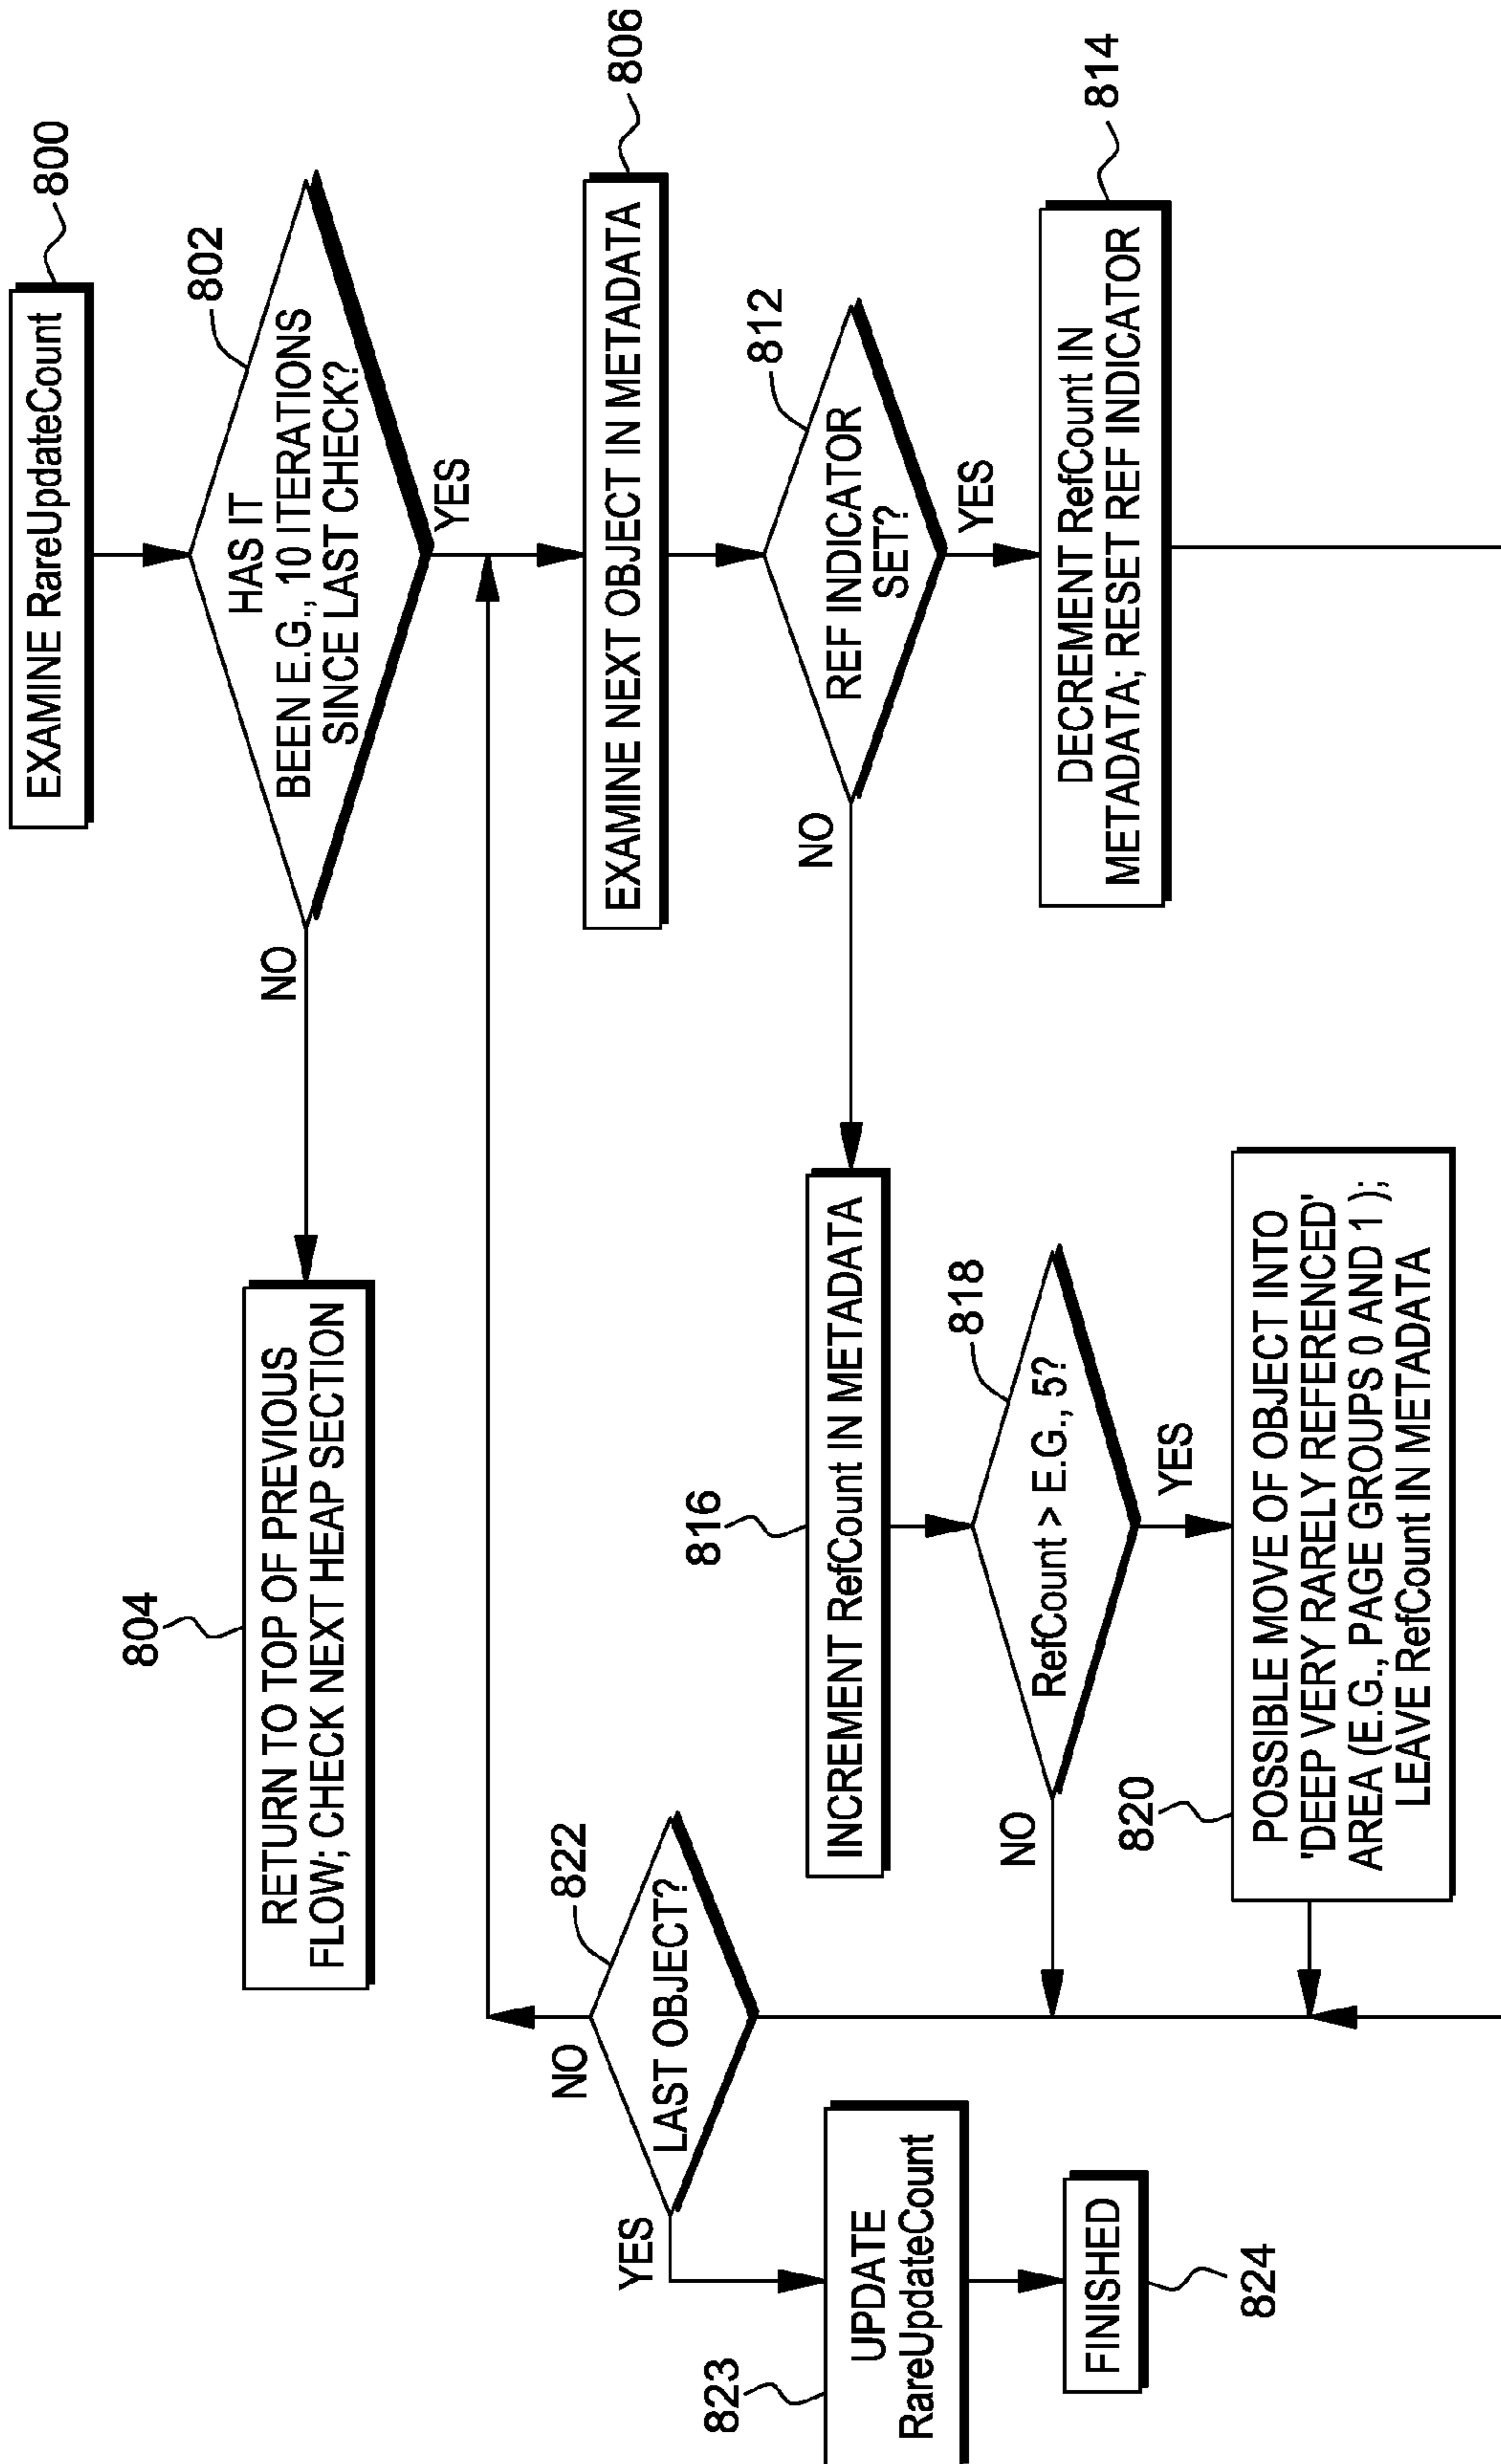 EXAMINE RareUpdateCount
800
HAS IT
BEEN E.G., 10 ITERATIONS
SINCE LAST CHECK?
802
NO
YES
RETURN TO TOP OF PREVIOUS
FLOW; CHECK NEXT HEAP SECTION
804
EXAMINE NEXT OBJECT IN METADATA
806
REF INDICATOR
SET?
812
NO
YES
DECREMENT RefCount IN
METADATA; RESET REF INDICATOR
814
INCREMENT RefCount IN METADATA
816
RefCount > E.G., 5?
818
NO
YES
POSSIBLE MOVE OF OBJECT INTO
'DEEP VERY RARELY REFERENCED'
AREA (E.G., PAGE GROUPS 0 AND 1 );
LEAVE RefCount IN METADATA
820
LAST OBJECT?
822
NO
YES
UPDATE
RareUpdateCount
823
FINISHED
824